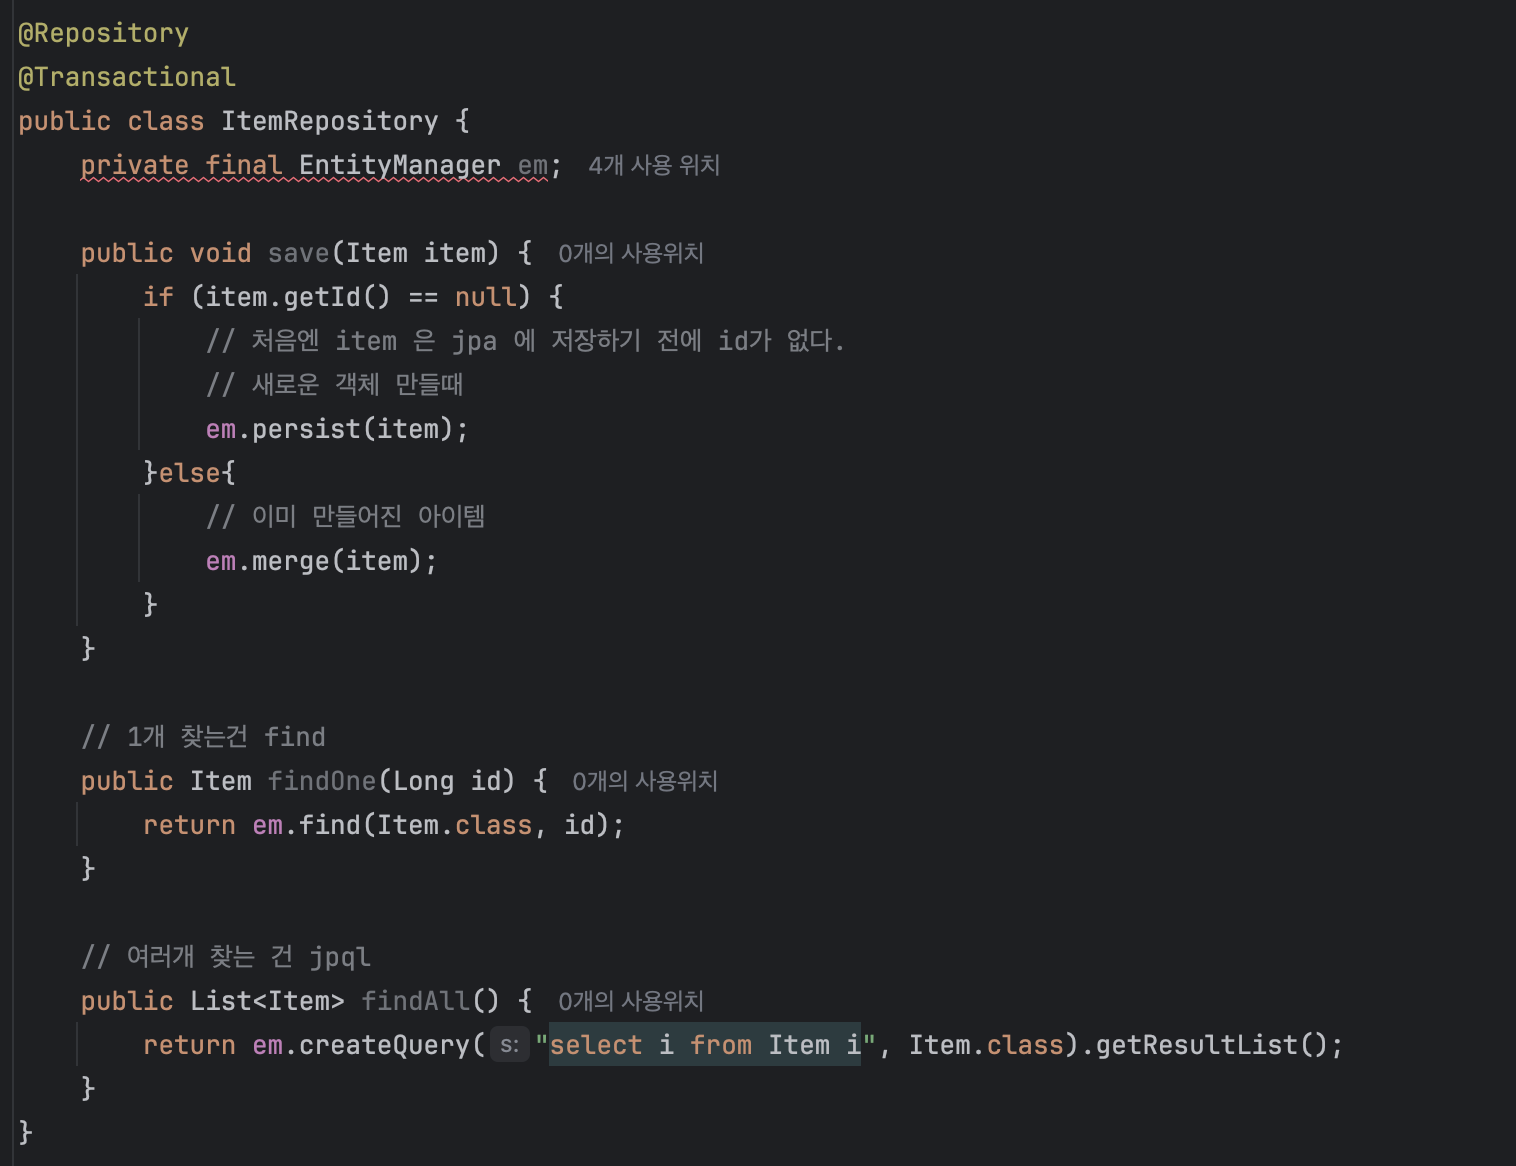 @Repository
@Transactional
public class ItemRepository {
    private final EntityManager em;  4개 사용 위치
    public void save(Item item) {  0개의 사용위치
        if (item.getId() == null) {
            // 처음엔 item 은 jpa 에 저장하기 전에 id가 없다.
            // 새로운 객체 만들때
            em.persist(item);
        }else{
            // 이미 만들어진 아이템
            em.merge(item);
        }
    }
    // 1개 찾는건 find
    public Item findOne(Long id) {  0개의 사용위치
        return em.find(Item.class, id);
    }
    // 여러개 찾는 건 jpql
    public List<Item> findAll() {  0개의 사용위치
        return em.createQuery( s: "select i from Item i", Item.class).getResultList();
    }
}